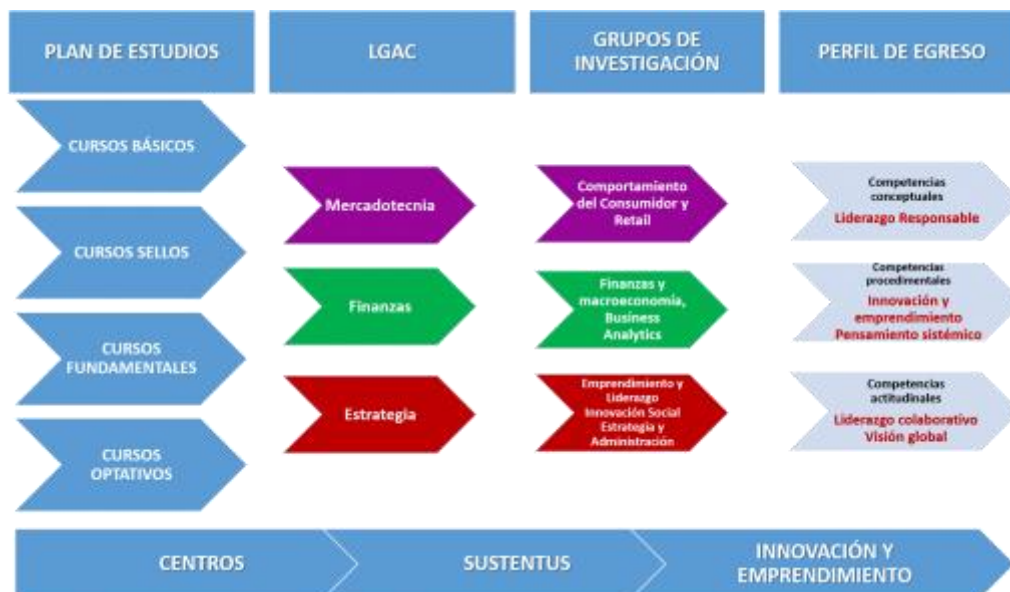 PLAN DE ESTUDIOS
LGAC
GRUPOS DE
INVESTIGACIÓN
PERFIL DE EGRESO
CURSOS BÁSICOS
CURSOS SELLOS
CURSOS
FUNDAMENTALES
CURSOS
OPTATIVOS
Mercadotecnia
Finanzas
Estrategia
Comportamiento
del Consumidor y
Retail
Finanzas y
macroeconomía,
Business
Analytics
Emprendimiento y
Liderazgo
Innovación Social
Estrategia y
Administración
Competencias
conceptuales
Liderazgo Responsable
Competencias
procedimentales
Innovación y
emprendimiento
Pensamiento sistémico
Competencias
actitudinales
Liderazgo colaborativo
Visión global
CENTROS
SUSTENTUS
INNOVACIÓN Y
EMPRENDIMIENTO